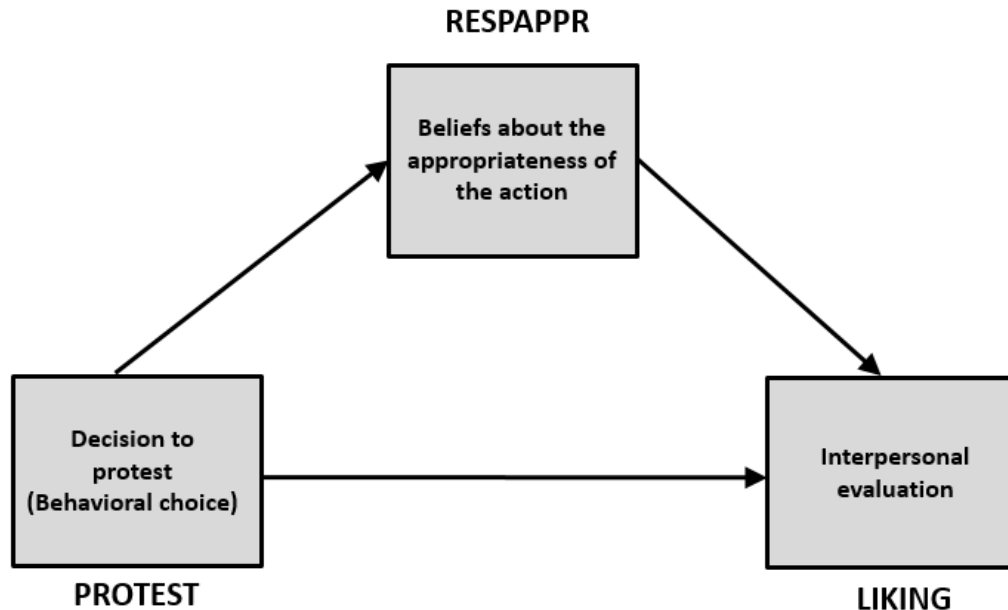 RESPAPPR
Beliefs about the
appropriateness of
the action
Decision to
protest
(Behavioral choice)
PROTEST
Interpersonal
evaluation
LIKING